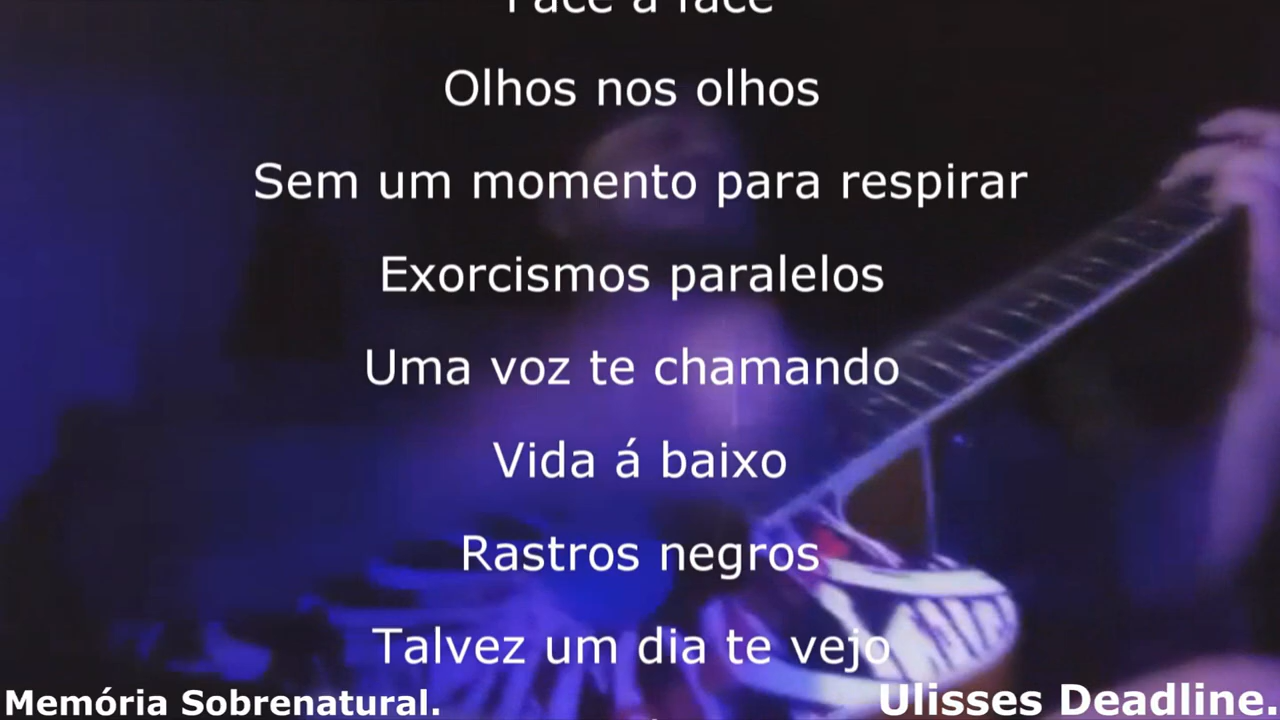 Face a face
Olhos nos olhos
Sem um momento para respirar
Exorcismos paralelos
Uma voz te chamando
Vida á baixo
Rastros negros
Talvez um dia te vejo
Memória Sobrenatural.
Ulisses Deadline.